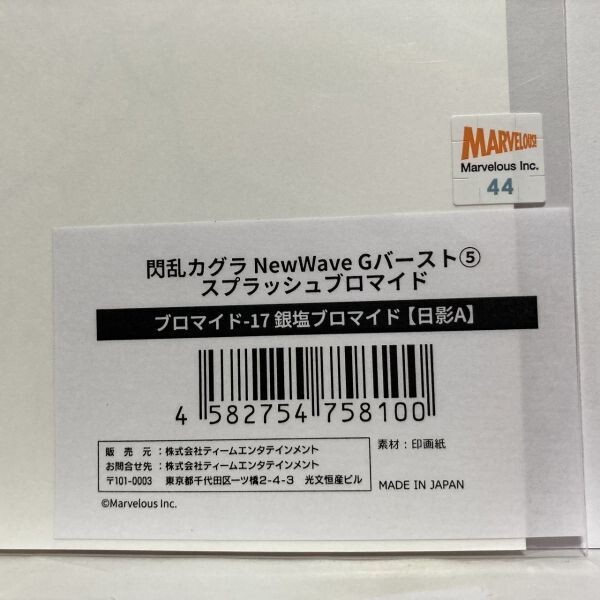 MARVELOUS!
Marvelous Inc.
44
閃乱カグラ NewWave Gバースト⑤
スプラッシュブロマイド
ブロマイド-17 銀塩ブロマイド【日影A】
4 582754 758100
販売元：株式会社ティームエンタテインメント
お問合せ先：株式会社ティームエンタテインメント
〒101-0003 東京都千代田区一ツ橋2-4-3 光文恒産ビル
素材：印画紙
MADE IN JAPAN
©Marvelous Inc.